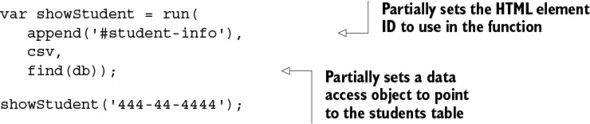 var showStudent = run(
append('#student-info'),
csv,
find(db));
showStudent('444-44-4444');
Partially sets the HTML element
ID to use in the function
Partially sets a data
access object to point
to the students table